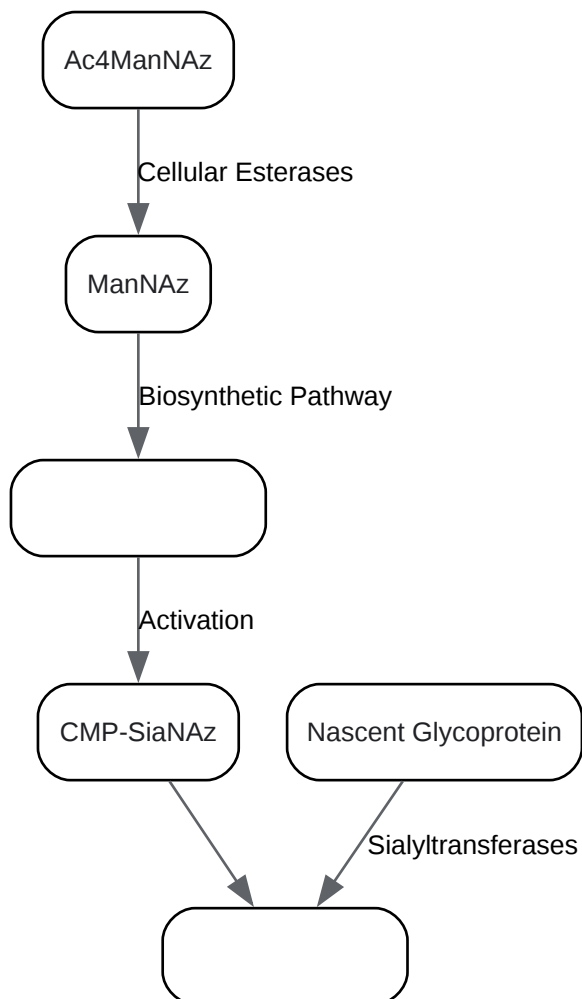 Ac4ManNAz
Cellular Esterases
ManNAz
Biosynthetic Pathway
Activation
CMP-SiaNAz
Nascent Glycoprotein
Sialyltransferases